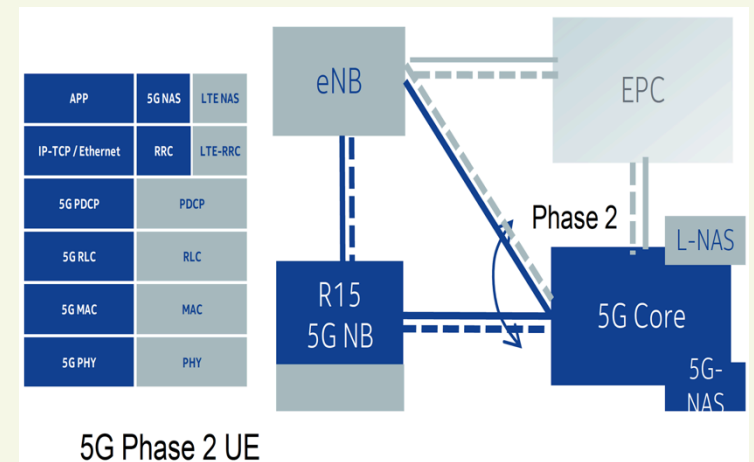 APP 5G NAS LTE NAS
IP-TCP / Ethernet RRC LTE-RRC
5G PDCP PDCP
5G RLC RLC
5G MAC MAC
5G PHY PHY
5G Phase 2 UE
eNB
EPC
Phase 2
L-NAS
R15
5G NB
5G Core
5G-
NAS